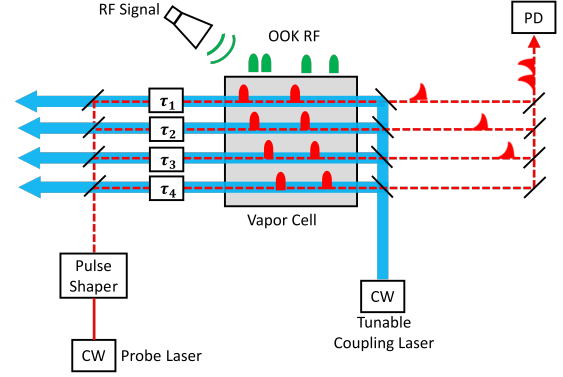 RF Signal
OOK RF
PD
τ1
τ2
τ3
τ4
Vapor Cell
Pulse
Shaper
CW
Tunable
Coupling Laser
CW
Probe Laser